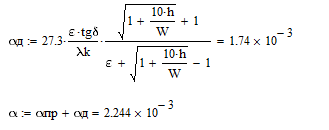 αд := 27.3·(ε·tgδ)/(λk)·(√(1 + (10·h)/W) + 1)/(ε + √(1 + (10·h)/W) − 1) = 1.74 × 10⁻³
α := αпр + αд = 2.244 × 10⁻³